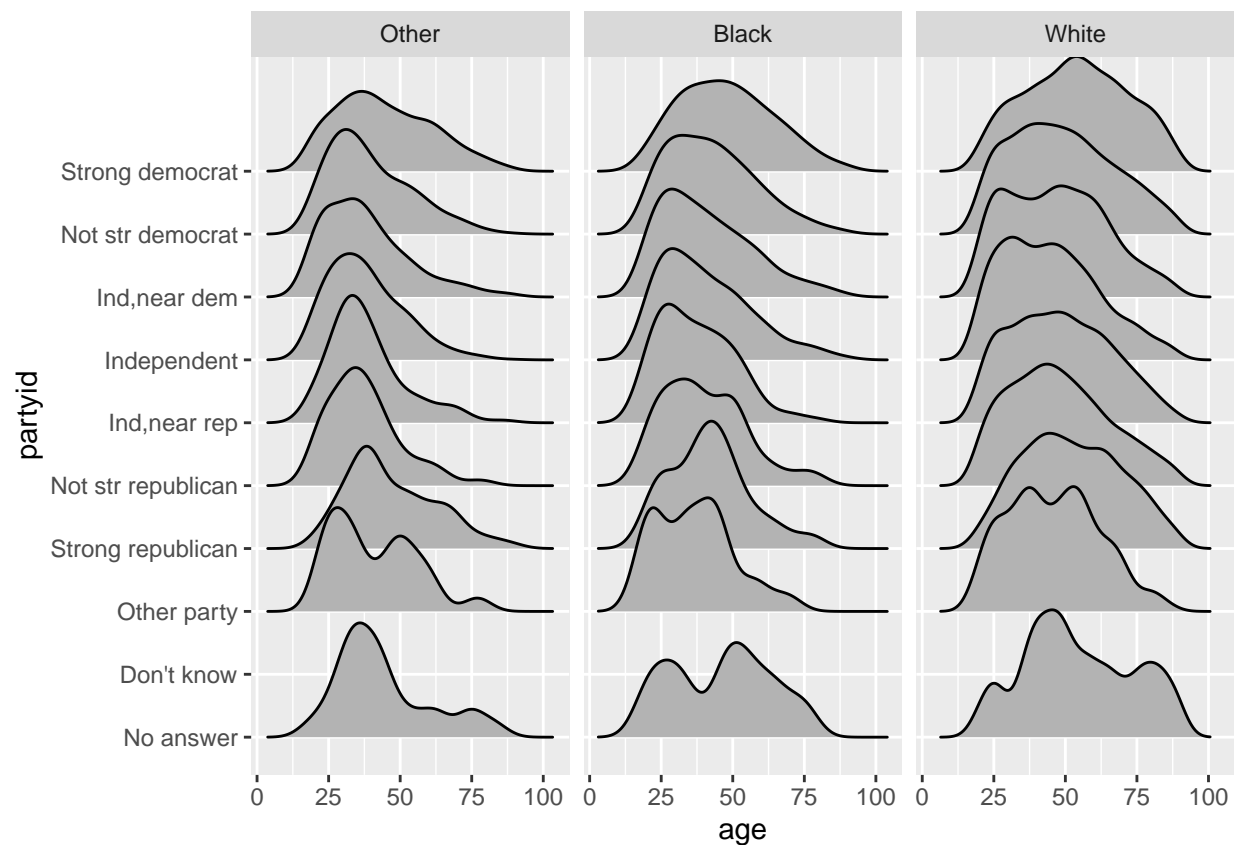 Other Black White
Strong democrat
Not str democrat
Ind,near dem
Independent
Ind,near rep
Not str republican
Strong republican
Other party
Don't know
No answer
partyid
0 25 50 75 100 0 25 50 75 100 0 25 50 75 100
age